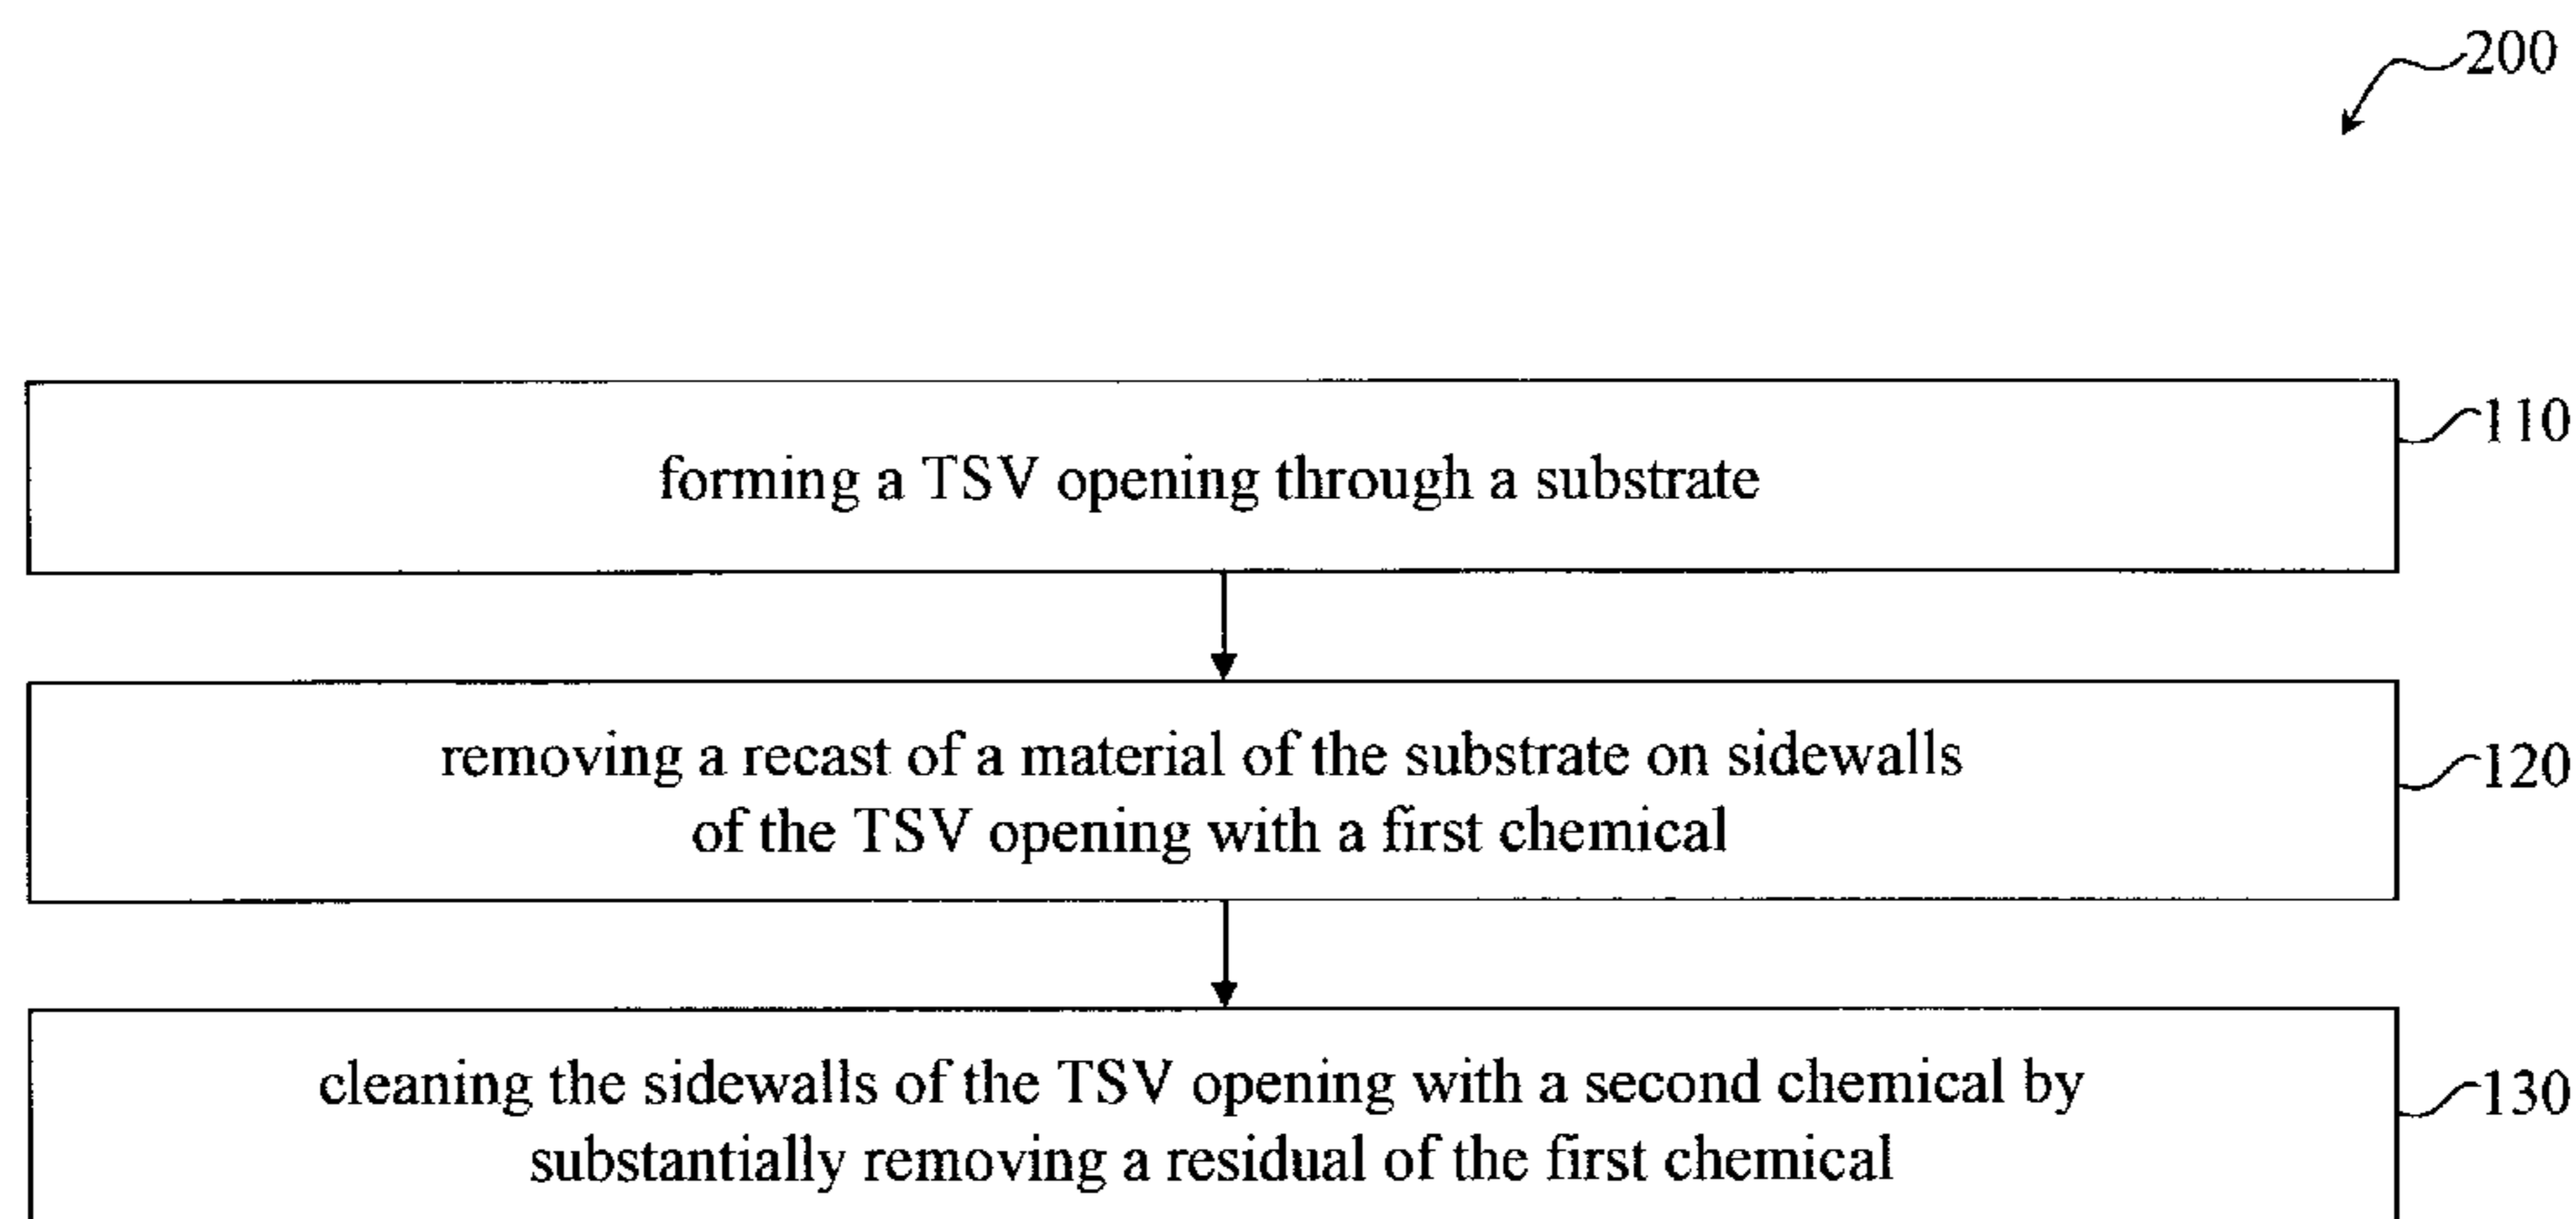 200
forming a TSV opening through a substrate
110
removing a recast of a material of the substrate on sidewalls
of the TSV opening with a first chemical
120
cleaning the sidewalls of the TSV opening with a second chemical by
substantially removing a residual of the first chemical
130